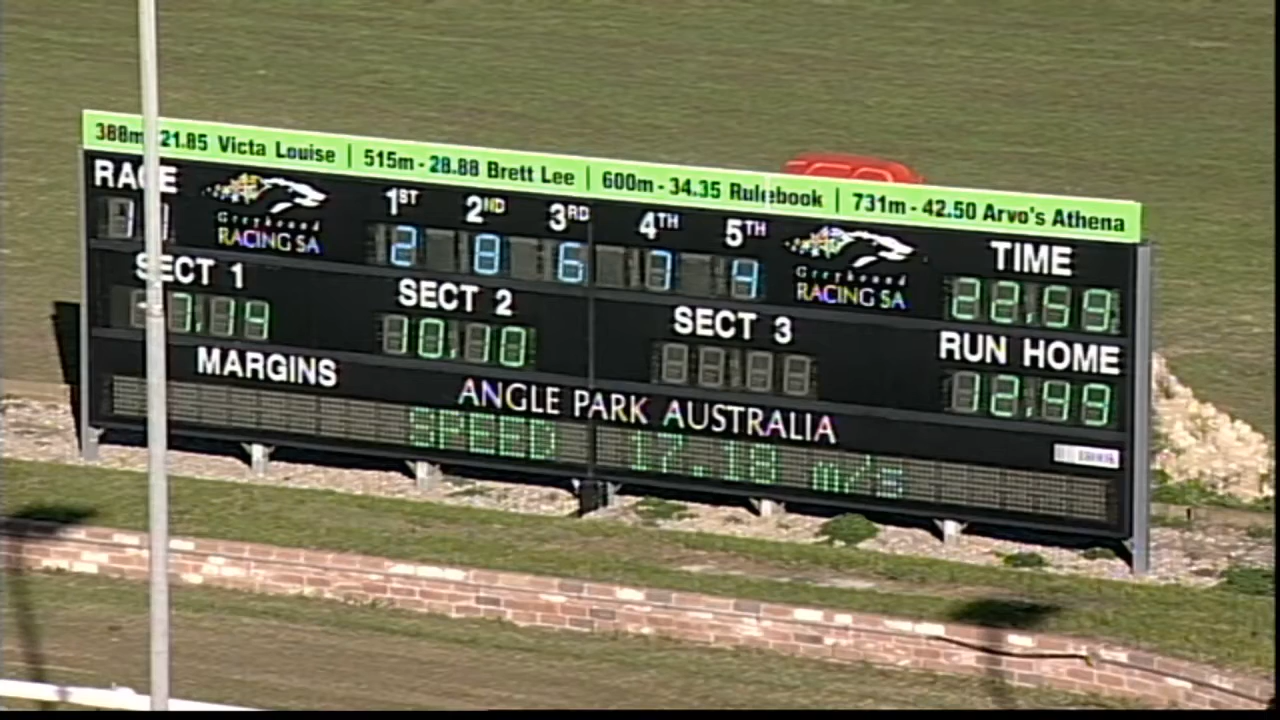 388m - 21.85 Victa Louise | 515m - 28.88 Brett Lee | 600m - 34.35 Rulebook | 731m - 42.50 Arvo's Athena
RACE
Greyhound
RACING SA
1ST 2ND 3RD 4TH 5TH
2 8 6 7 4
Greyhound
RACING SA
TIME
22.59
SECT 1
7.14
SECT 2
10.10
SECT 3
RUN HOME
12.49
MARGINS
ANGLE PARK AUSTRALIA
SPEED 17.18 m/s